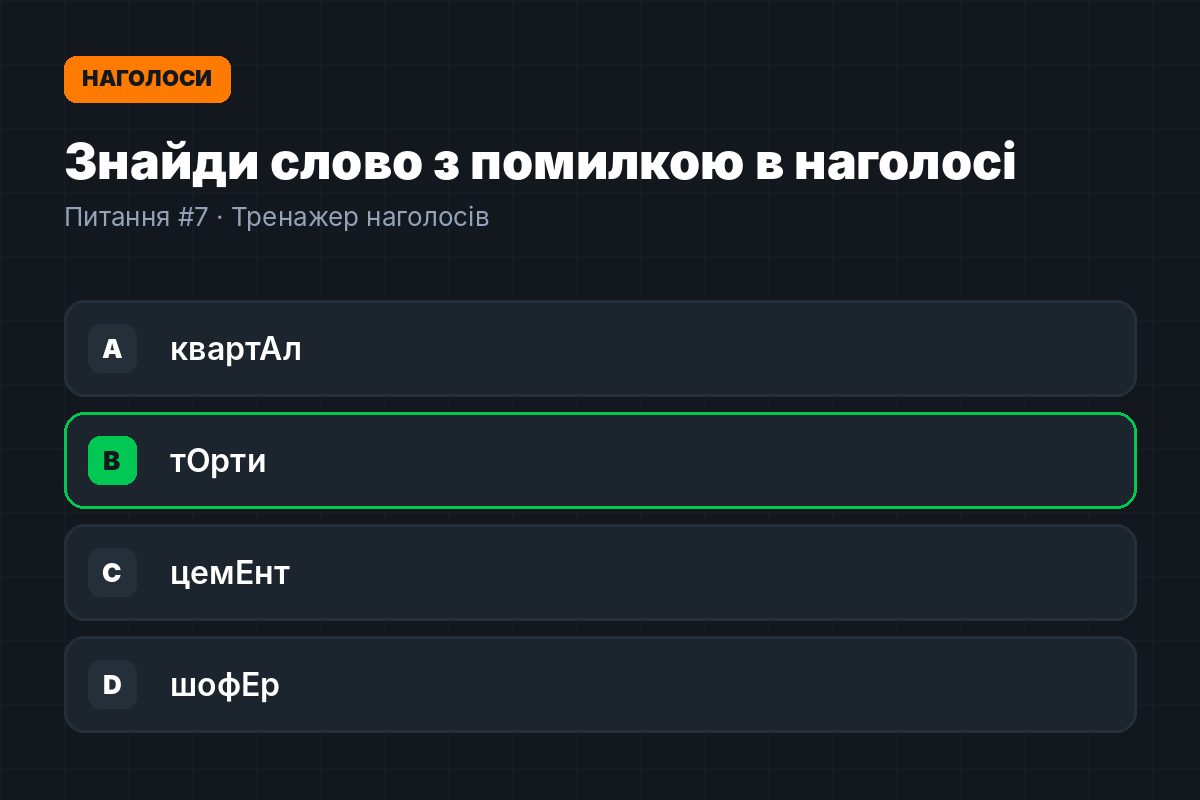 НАГОЛОСИ
Знайди слово з помилкою в наголосі
Питання #7 · Тренажер наголосів
A квартАл
B тОрти
C цемЕнт
D шофЕр